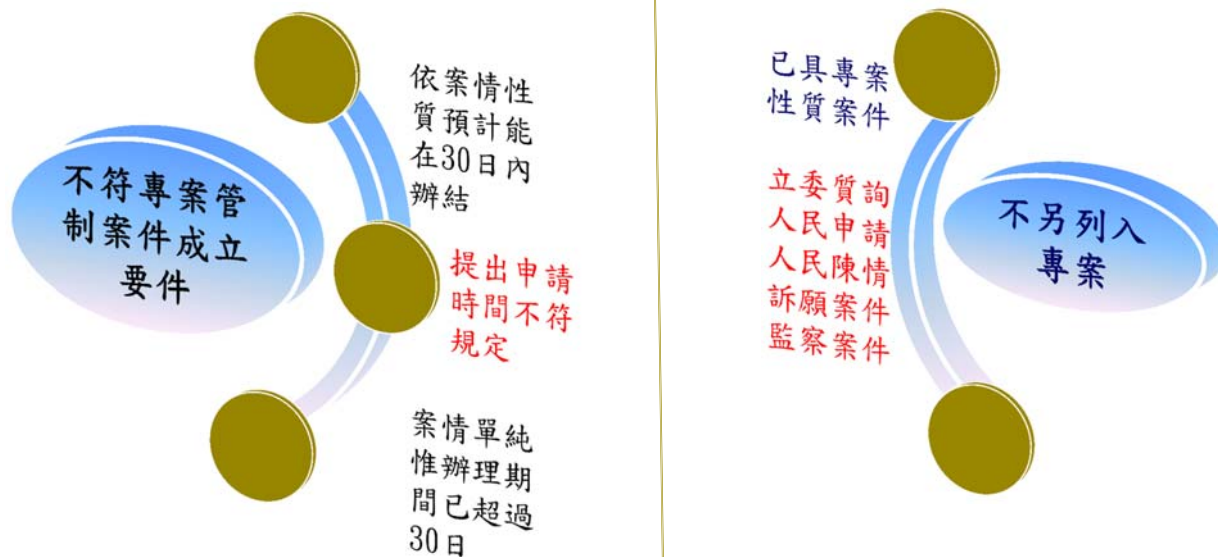 不符專案管
制案件成立
要件
依案情性
質預計能
在30日內
辦結
提出申請
時間不符
規定
案情單純
惟辦理期
間已超過
30日
已具專案
性質案件
立委質詢
人民申請
人民陳情
訴願案件
監察案件
不另列入
專案